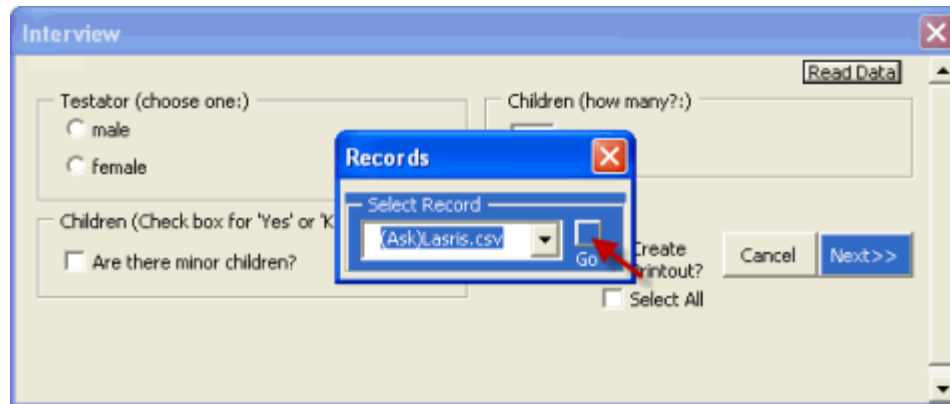 Interview
Read Data
Testator (choose one:)
male
female
Children (how many?:)
Records
Select Record
(Ask)Lasris.csv
Go
Children (Check box for 'Yes' or 'K
Are there minor children?
Create
Printout?
Select All
Cancel
Next>>